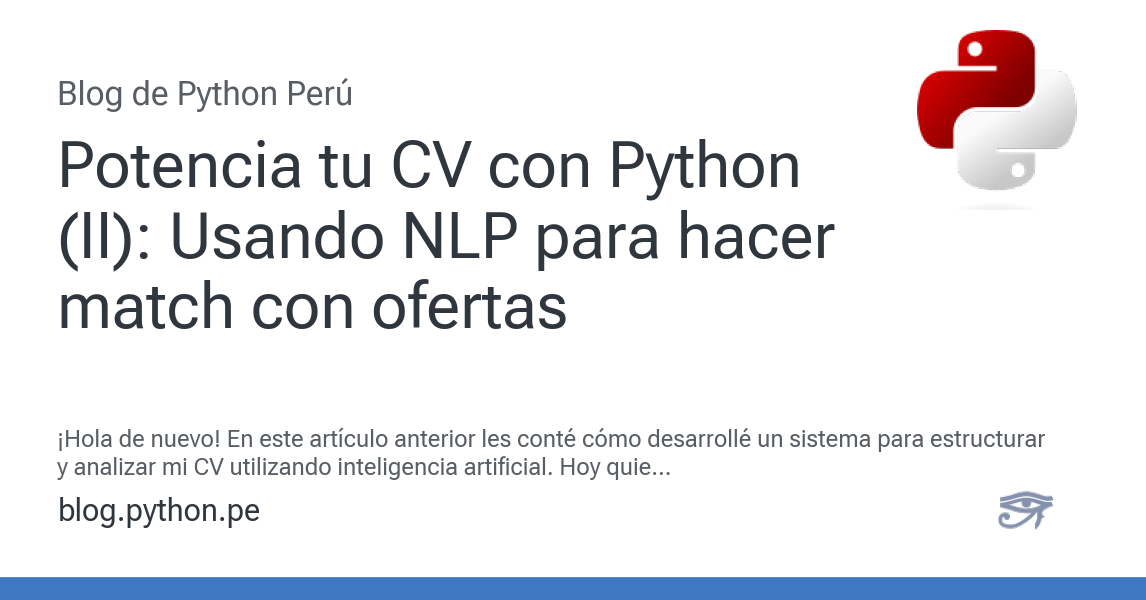 Blog de Python Perú
Potencia tu CV con Python
(II): Usando NLP para hacer
match con ofertas
¡Hola de nuevo! En este artículo anterior les conté cómo desarrollé un sistema para estructurar
y analizar mi CV utilizando inteligencia artificial. Hoy quie...
blog.python.pe